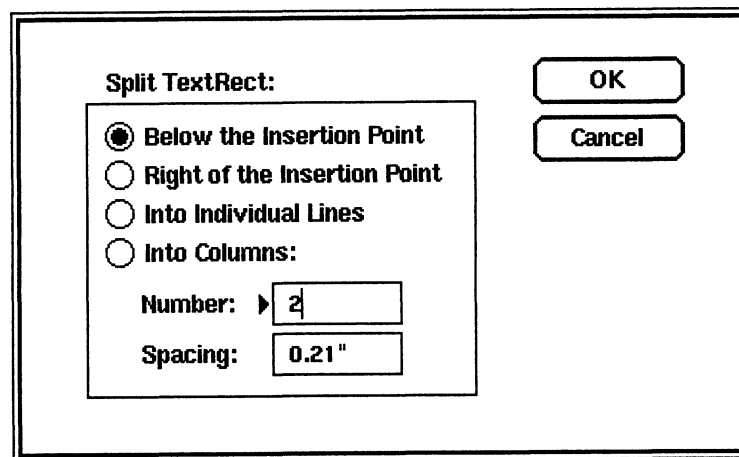 Split TextRect:
OK
Below the Insertion Point
Cancel
Right of the Insertion Point
Into Individual Lines
Into Columns:
Number: 2
Spacing: 0.21"